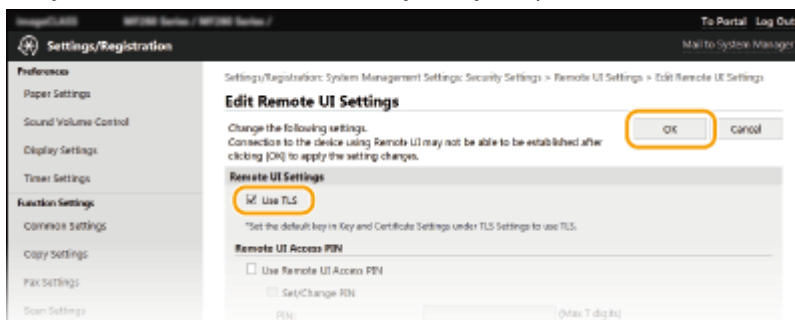 To Portal Log Out
Settings/Registration
Mail to System Manager
Preferences
Paper Settings
Sound Volume Control
Display Settings
Timer Settings
Function Settings
Common Settings
Copy Settings
Fax Settings
Scan Settings
Settings/Registration: System Management Settings: Security Settings > Remote UI Settings > Edit Remote UI Settings
Edit Remote UI Settings
Change the following settings.
Connection to the device using Remote UI may not be able to be established after
clicking [OK] to apply the setting changes.
OK
Cancel
Remote UI Settings
Use TLS
*Set the default key in Key and Certificate Settings under TLS Settings to use TLS.
Remote UI Access PIN
Use Remote UI Access PIN
Set/Change PIN
PIN:
(Max 7 digits)